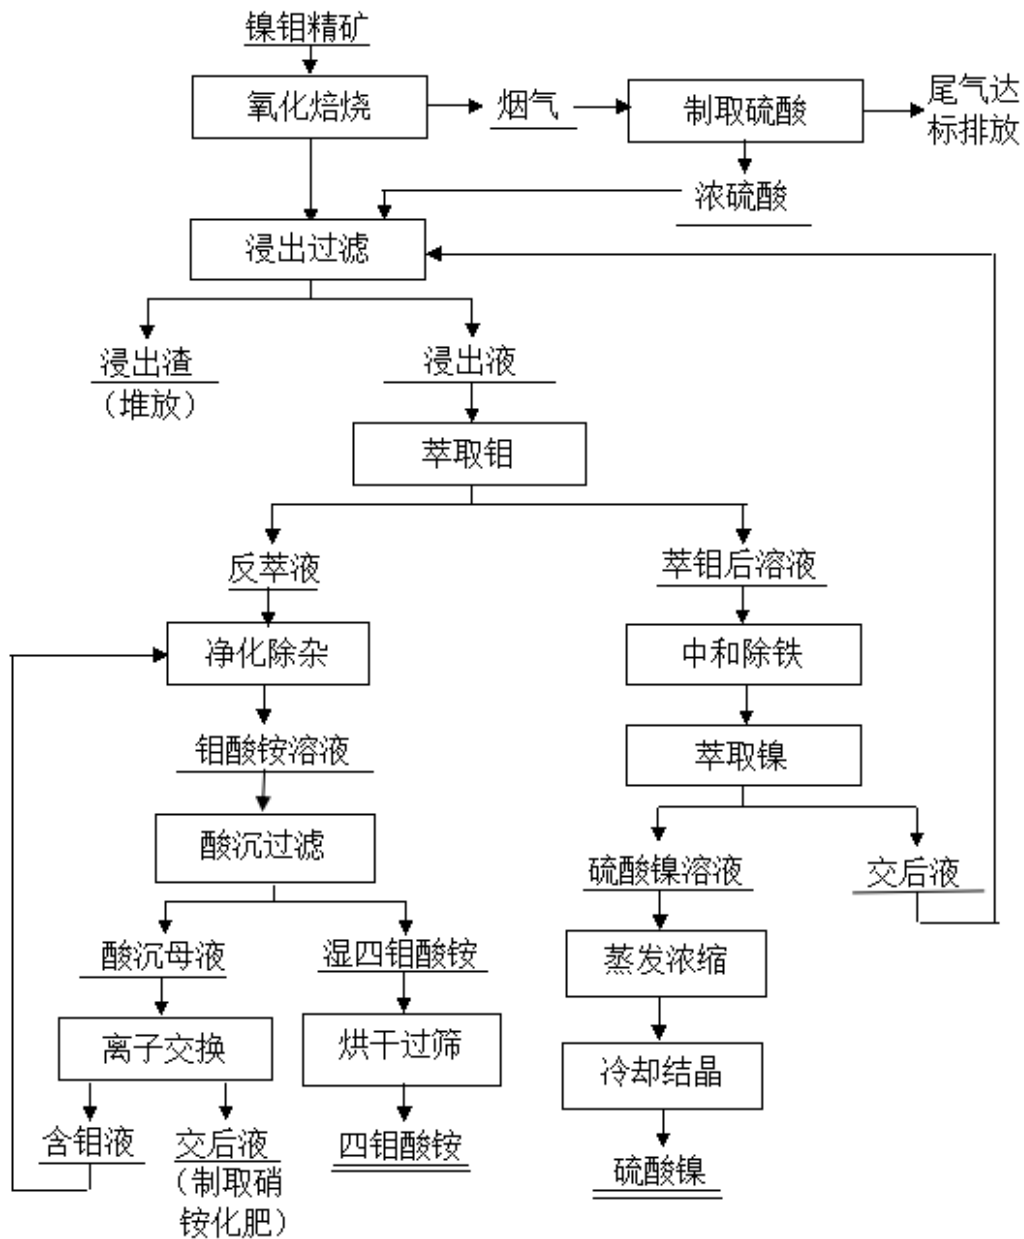 镍钼精矿
氧化焙烧
烟气
制取硫酸
尾气达
标排放
浓硫酸
浸出过滤
浸出渣
（堆放）
浸出液
萃取钼
反萃液
萃钼后溶液
净化除杂
中和除铁
钼酸铵溶液
萃取镍
酸沉过滤
硫酸镍溶液
交后液
酸沉母液
湿四钼酸铵
蒸发浓缩
离子交换
烘干过筛
冷却结晶
含钼液
交后液
（制取硝
铵化肥）
四钼酸铵
硫酸镍